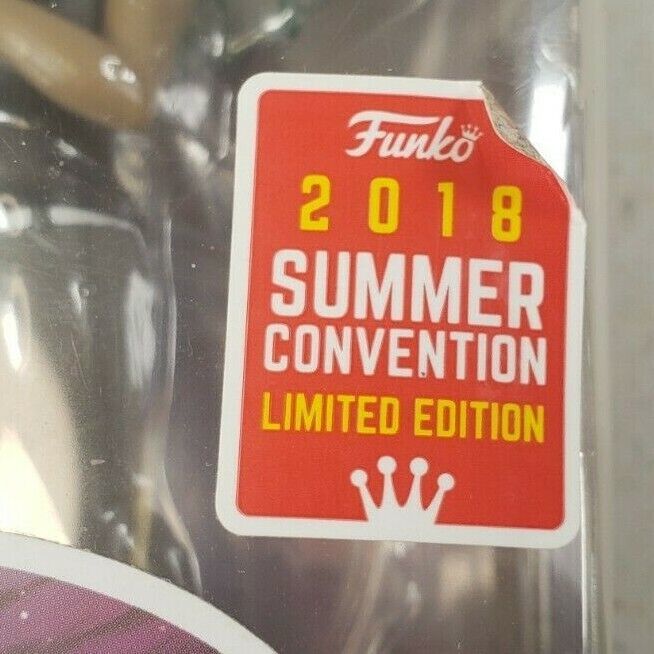 Funko
2018
SUMMER
CONVENTION
LIMITED EDITION